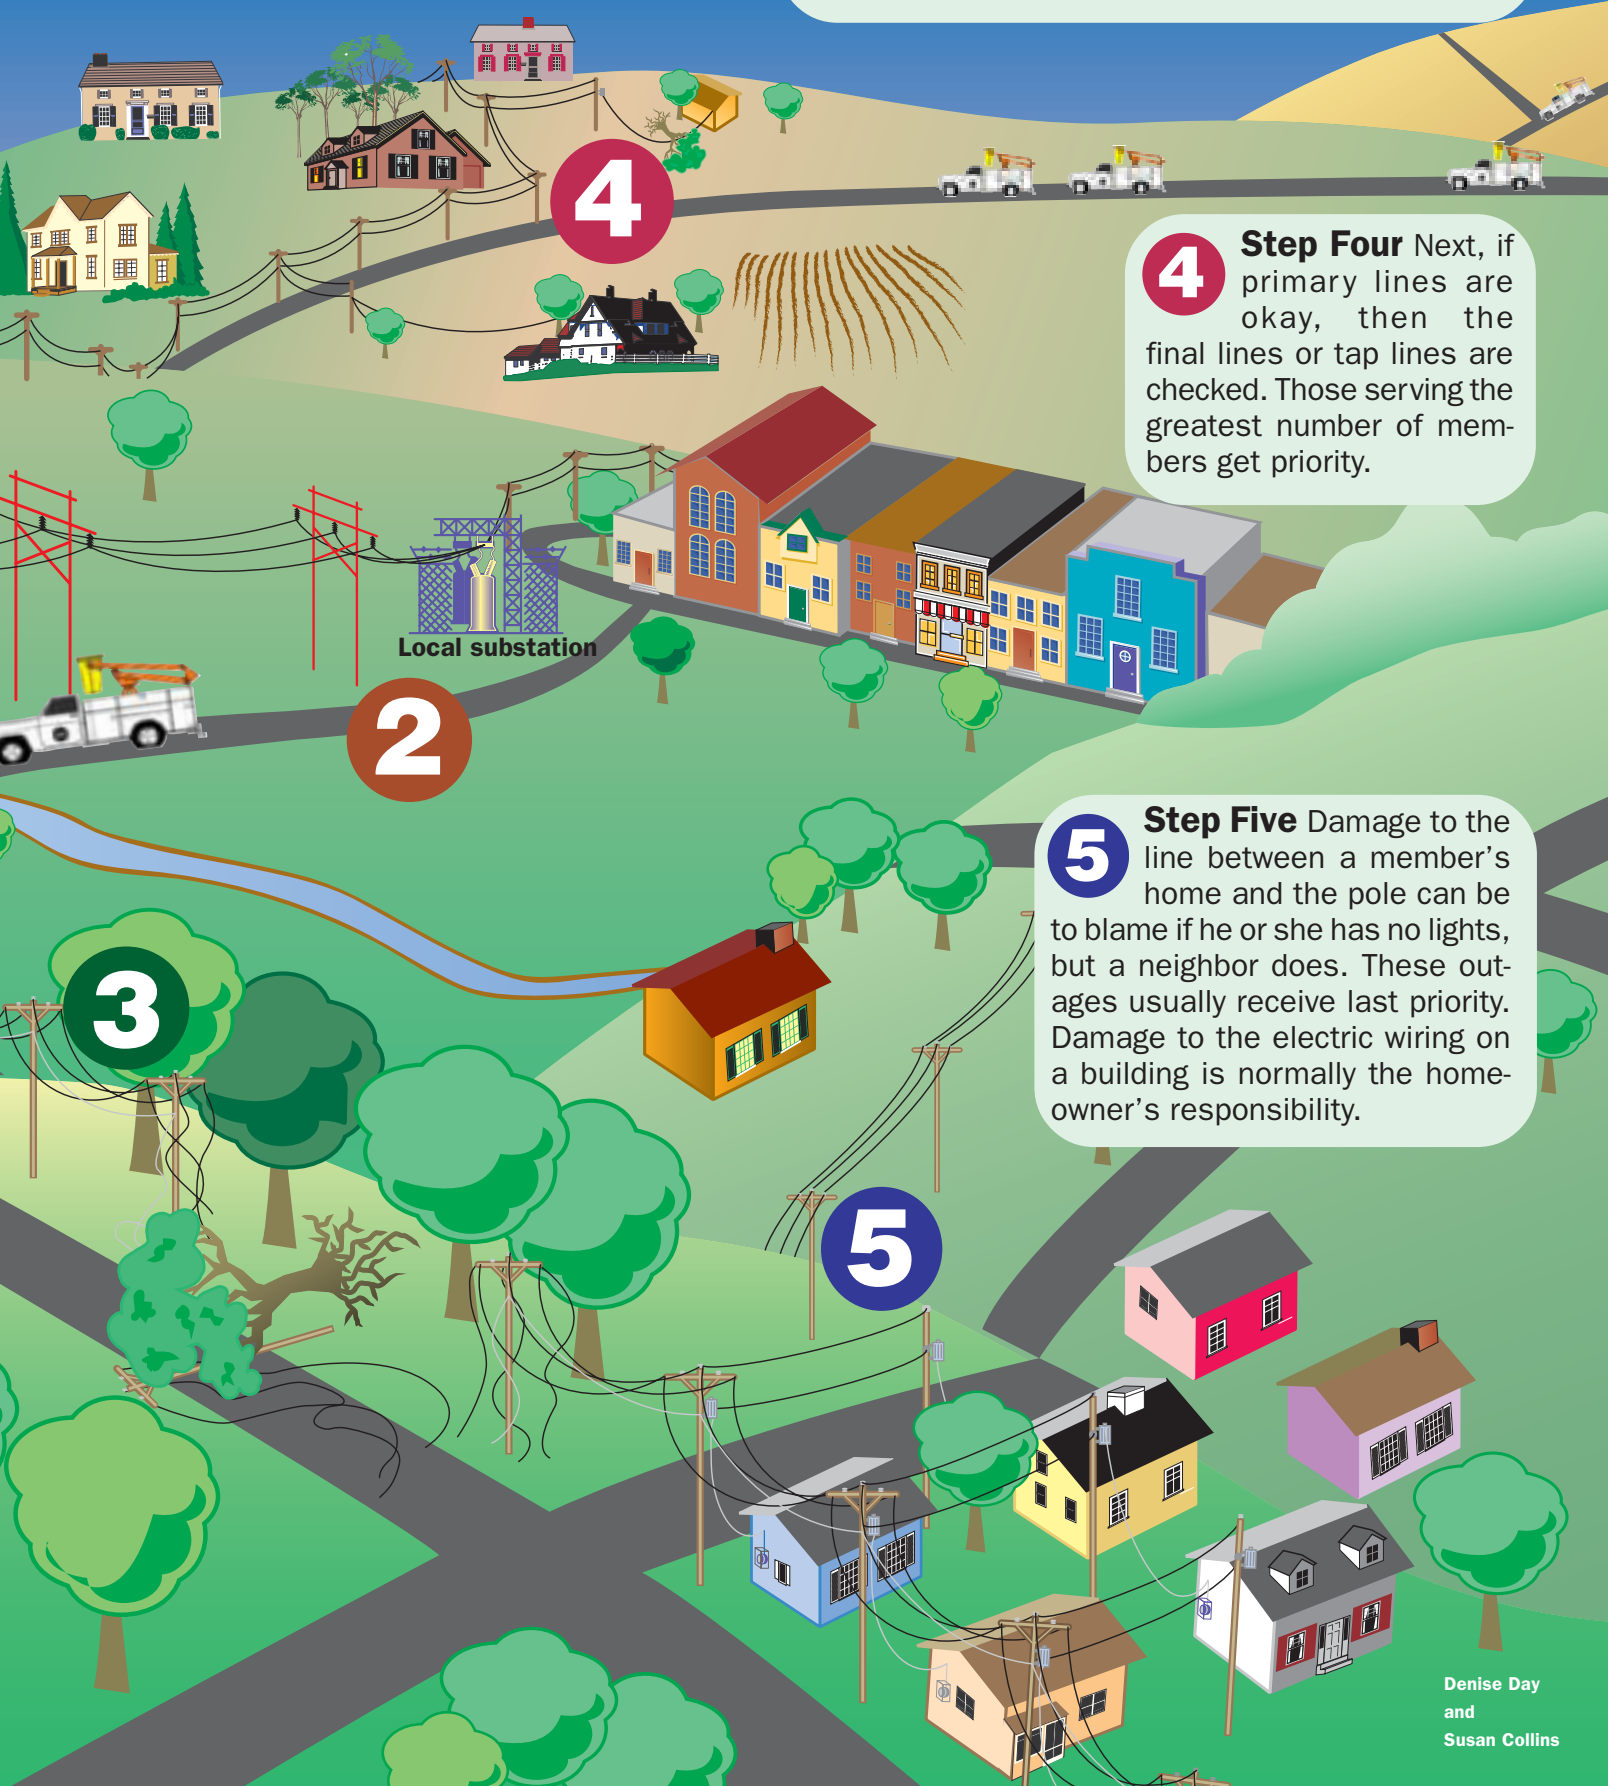 4
4 Step Four Next, if
primary lines are
okay, then the
final lines or tap lines are
checked. Those serving the
greatest number of mem-
bers get priority.
Local substation
2
5 Step Five Damage to the
line between a member’s
home and the pole can be
to blame if he or she has no lights,
but a neighbor does. These out-
ages usually receive last priority.
Damage to the electric wiring on
a building is normally the home-
owner’s responsibility.
3
5
Denise Day
and
Susan Collins